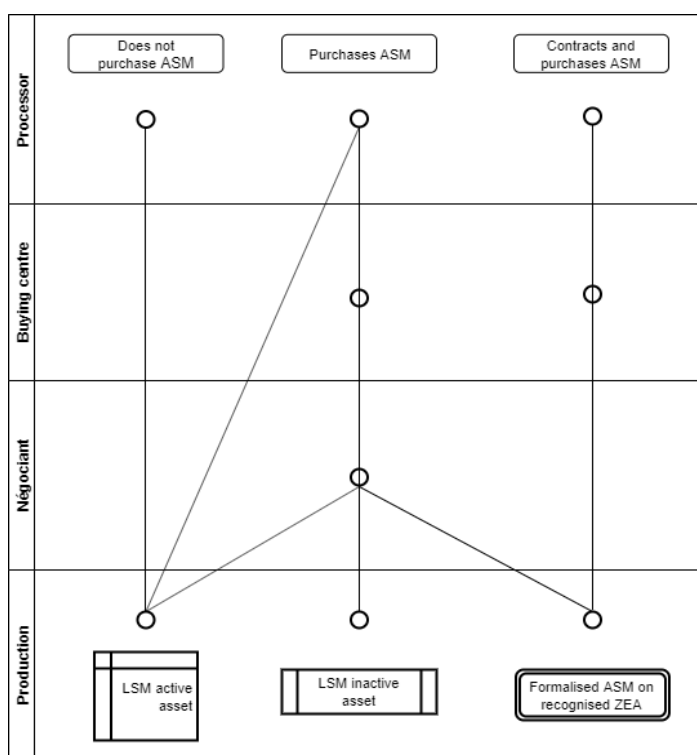 Processor
Does not
purchase ASM
Purchases ASM
Contracts and
purchases ASM
Buying centre
Négociant
Production
LSM active
asset
LSM inactive
asset
Formalised ASM on
recognised ZEA